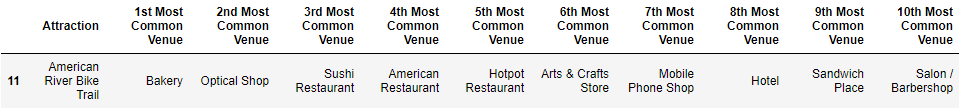 Attraction 1st Most Common Venue 2nd Most Common Venue 3rd Most Common Venue 4th Most Common Venue 5th Most Common Venue 6th Most Common Venue 7th Most Common Venue 8th Most Common Venue 9th Most Common Venue 10th Most Common Venue
11 American River Bike Trail Bakery Optical Shop Sushi Restaurant American Restaurant Hotpot Restaurant Arts & Crafts Store Mobile Phone Shop Hotel Sandwich Place Salon / Barbershop